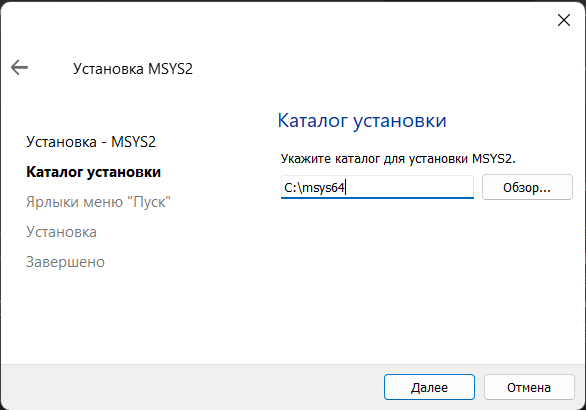 Установка MSYS2
Установка - MSYS2
Каталог установки
Ярлыки меню "Пуск"
Установка
Завершено
Каталог установки
Укажите каталог для установки MSYS2.
C:\msys64
Обзор...
Далее
Отмена